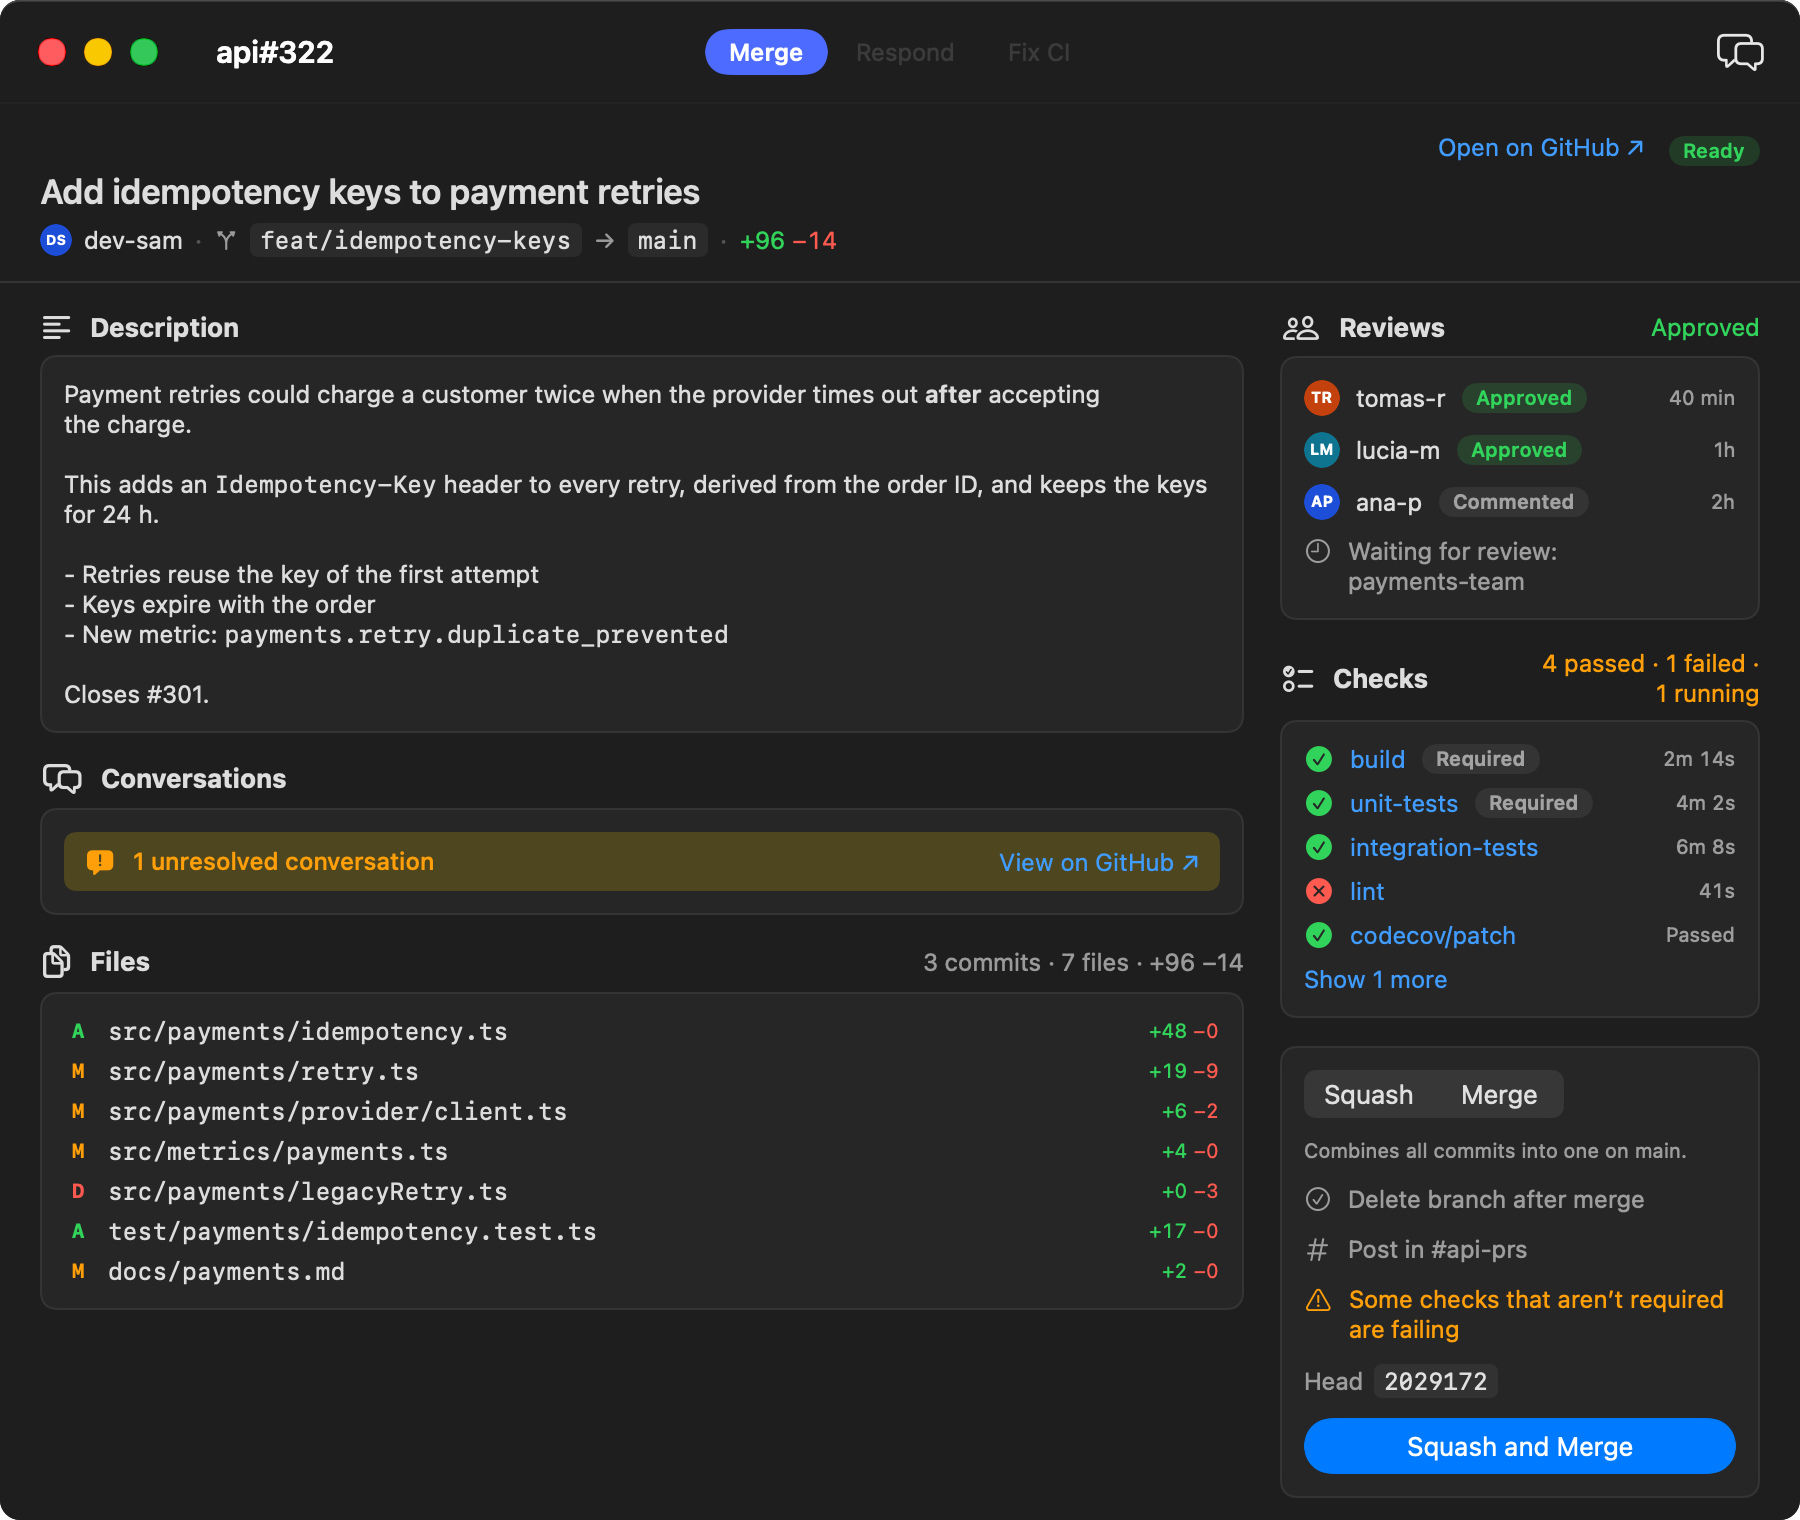 api#322
Merge
Respond
Fix CI
Open on GitHub ↗
Ready
Add idempotency keys to payment retries
DS dev-sam · feat/idempotency-keys → main · +96 −14
Description
Payment retries could charge a customer twice when the provider times out after accepting
the charge.
This adds an Idempotency-Key header to every retry, derived from the order ID, and keeps the keys
for 24 h.
- Retries reuse the key of the first attempt
- Keys expire with the order
- New metric: payments.retry.duplicate_prevented
Closes #301.
Conversations
1 unresolved conversation
View on GitHub ↗
Files
3 commits · 7 files · +96 −14
A src/payments/idempotency.ts +48 −0
M src/payments/retry.ts +19 −9
M src/payments/provider/client.ts +6 −2
M src/metrics/payments.ts +4 −0
D src/payments/legacyRetry.ts +0 −3
A test/payments/idempotency.test.ts +17 −0
M docs/payments.md +2 −0
Reviews
Approved
TR tomas-r Approved 40 min
LM lucia-m Approved 1h
AP ana-p Commented 2h
Waiting for review:
payments-team
Checks
4 passed · 1 failed ·
1 running
build Required 2m 14s
unit-tests Required 4m 2s
integration-tests 6m 8s
lint 41s
codecov/patch Passed
Show 1 more
Squash Merge
Combines all commits into one on main.
Delete branch after merge
# Post in #api-prs
Some checks that aren’t required
are failing
Head 2029172
Squash and Merge